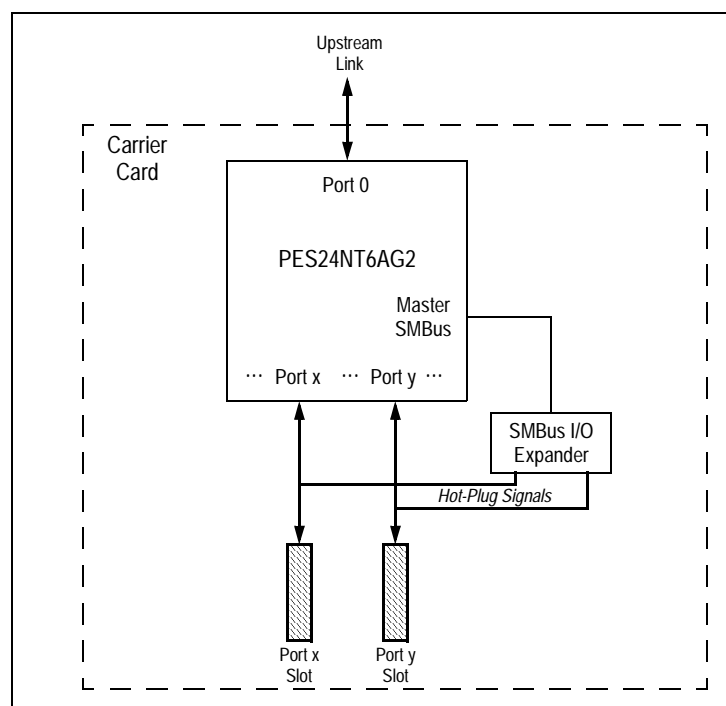 Upstream
Link
Carrier
Card
Port 0
PES24NT6AG2
Master
SMBus
··· Port x ··· Port y ···
SMBus I/O
Expander
Hot-Plug Signals
Port x
Slot
Port y
Slot